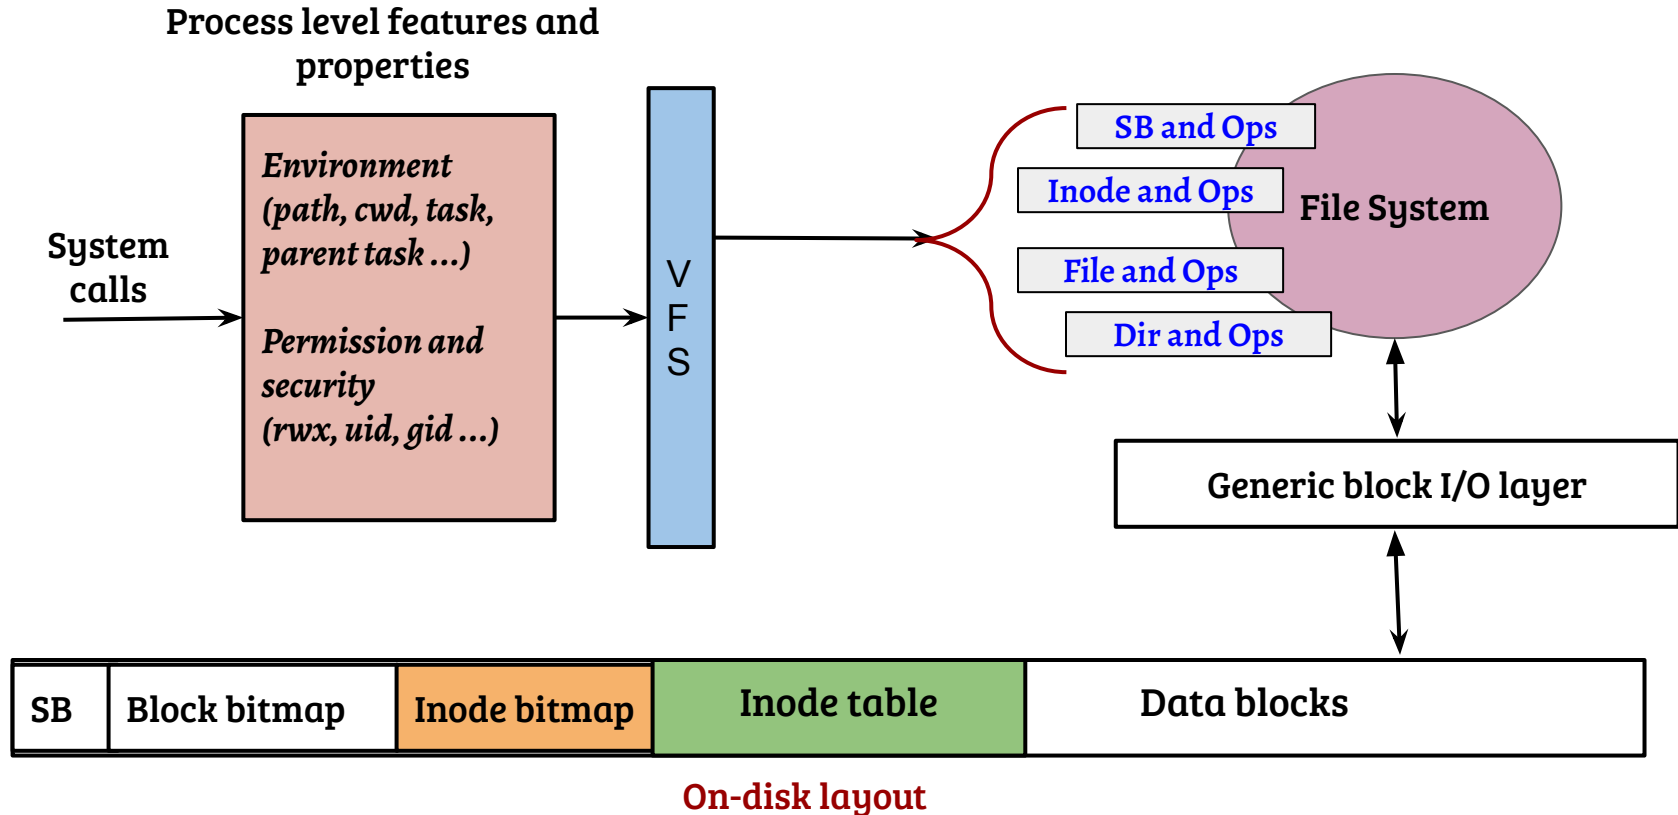 Process level features and
properties
System
calls
Environment
(path, cwd, task,
parent task ...)
Permission and
security
(rwx, uid, gid ...)
V
F
S
SB and Ops
Inode and Ops
File and Ops
Dir and Ops
File System
Generic block I/O layer
SB
Block bitmap
Inode bitmap
Inode table
Data blocks
On-disk layout